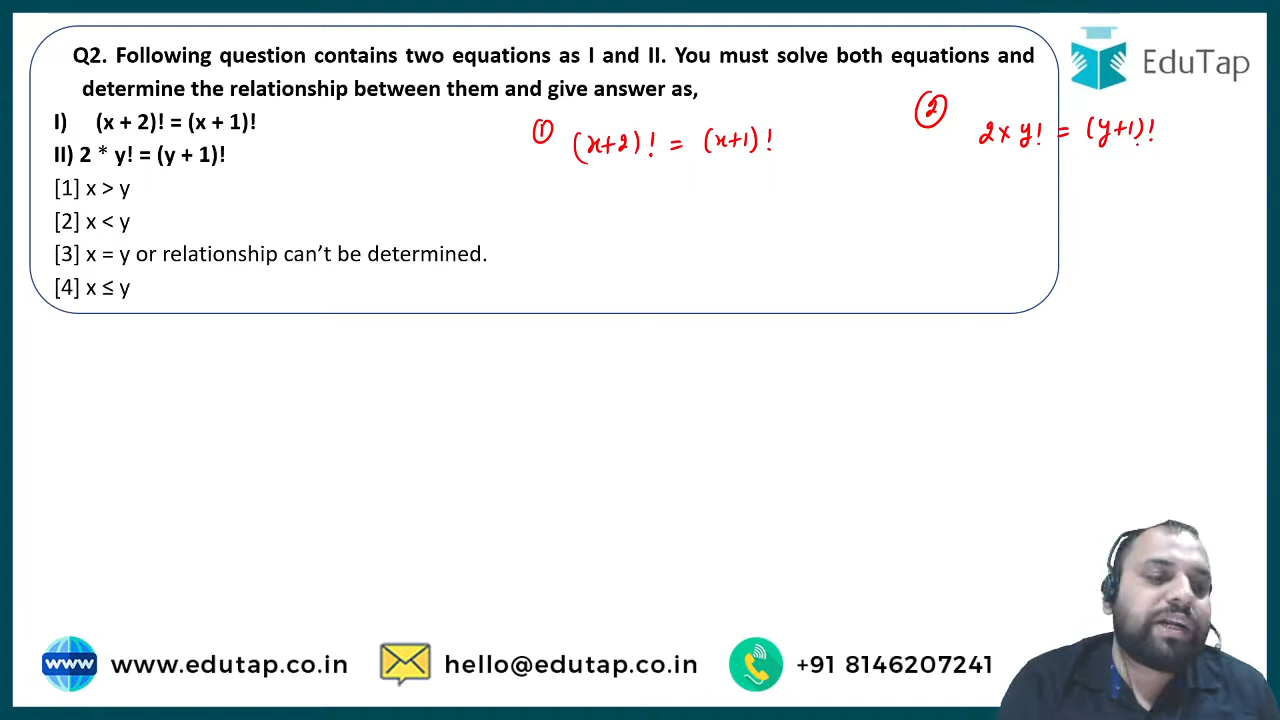 Q2. Following question contains two equations as I and II. You must solve both equations and
determine the relationship between them and give answer as,
I) (x + 2)! = (x + 1)!
II) 2 * y! = (y + 1)!
[1] x > y
[2] x < y
[3] x = y or relationship can’t be determined.
[4] x ≤ y
① (x+2)! = (x+1)!
② 2 × y! = (y+1)!
EduTap
www www.edutap.co.in
hello@edutap.co.in
+91 8146207241